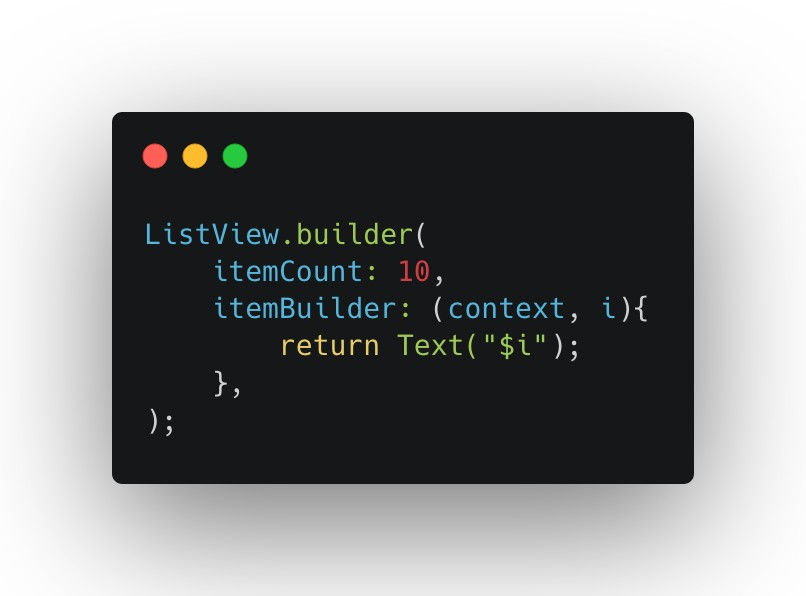 ListView.builder(
    itemCount: 10,
    itemBuilder: (context, i){
        return Text("$i");
    },
);